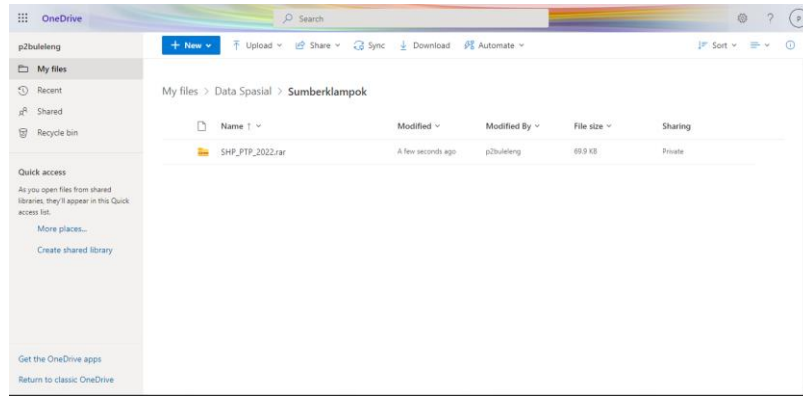 OneDrive
Search
?
p2buleleng
+ New
Upload
Share
Sync
Download
Automate
Sort
My files
Recent
Shared
Recycle bin
Quick access
As you open files from shared
libraries, they'll appear in this Quick
access list.
More places...
Create shared library
Get the OneDrive apps
Return to classic OneDrive
My files > Data Spasial > Sumberklampok
Name ↑
Modified
Modified By
File size
Sharing
SHP_PTP_2022.rar
A few seconds ago
p2buleleng
69.9 KB
Private